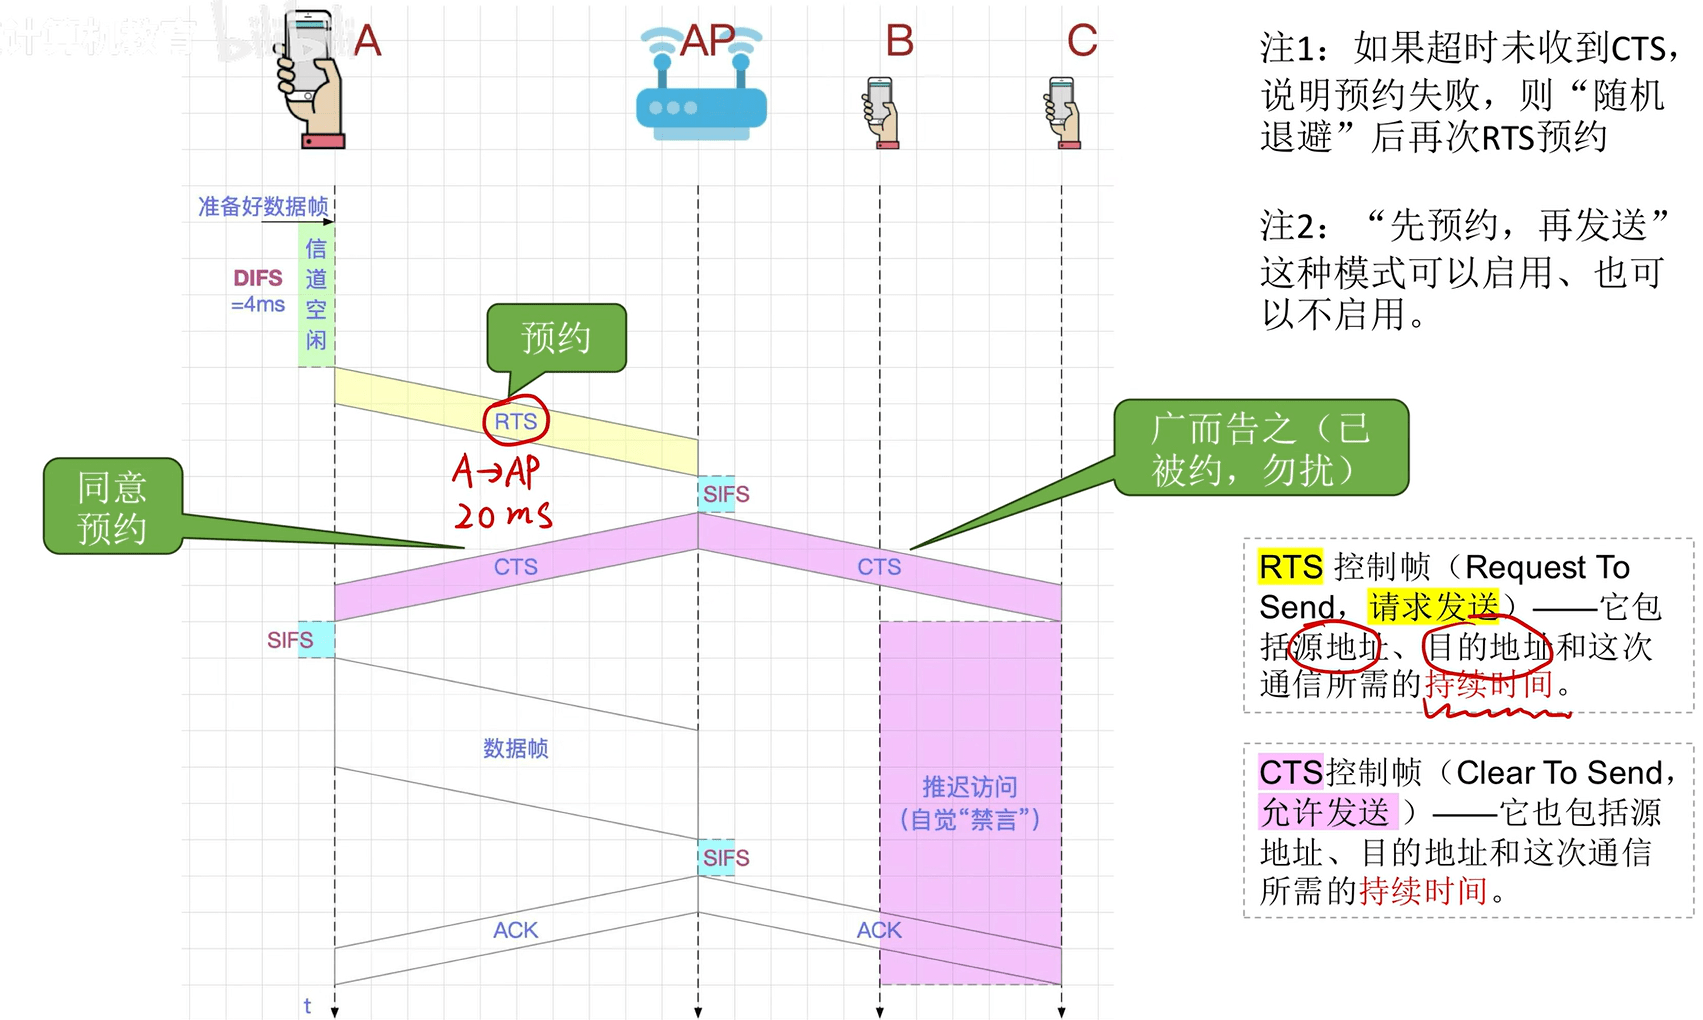 计算机教育 bilibili
A
AP
B
C
准备好数据帧
信道空闲
DIFS
=4ms
预约
RTS
A→AP
20ms
同意
预约
SIFS
广而告之（已
被约，勿扰）
CTS
CTS
SIFS
数据帧
推迟访问
（自觉“禁言”）
SIFS
ACK
ACK
t
注1：如果超时未收到CTS，
说明预约失败，则“随机
退避”后再次RTS预约
注2：“先预约，再发送”
这种模式可以启用、也可
以不启用。
RTS 控制帧（Request To
Send，请求发送）——它包
括源地址、目的地址和这次
通信所需的持续时间。
CTS控制帧（Clear To Send，
允许发送 ）——它也包括源
地址、目的地址和这次通信
所需的持续时间。